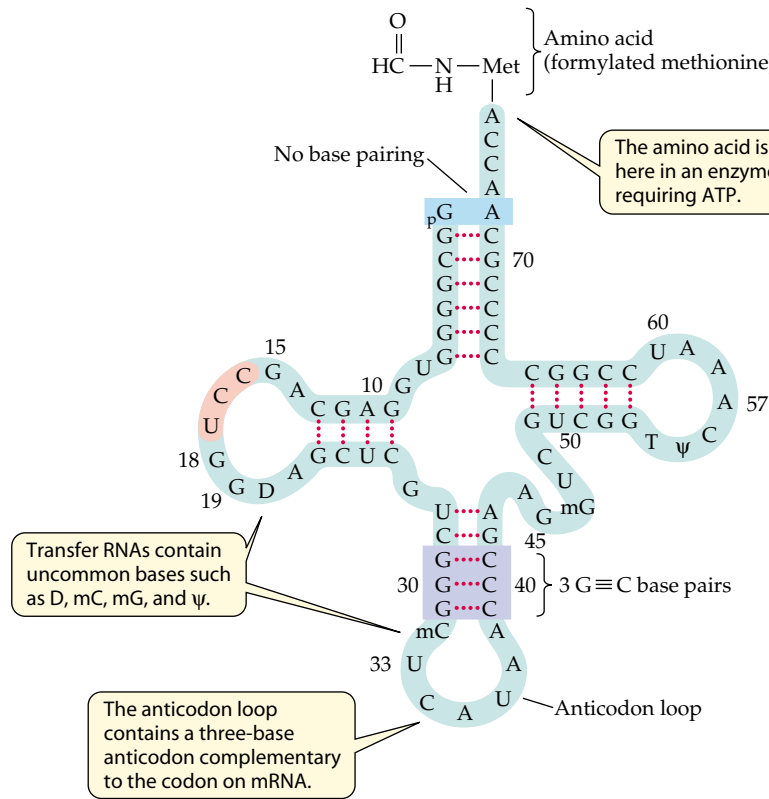 O
HC
N
H
Met
Amino acid
(formylated methionine)
A
C
C
A
The amino acid is
here in an enzyme
requiring ATP.
No base pairing
pG
A
G C
C G 70
G C
G C
G C
G C
U
G
10
15
C C G A C G A G
U
18
G
19
G D A G C U C
G
C G G C C
U
60
A
A
A
57
C
ψ
T
G G C U G
50
C
U
mG
G
45
A
U A
C G
G C
30 G C 40
G C
3 G≡C base pairs
mC A
33 U A
C A U
Anticodon loop
Transfer RNAs contain
uncommon bases such
as D, mC, mG, and ψ.
The anticodon loop
contains a three-base
anticodon complementary
to the codon on mRNA.